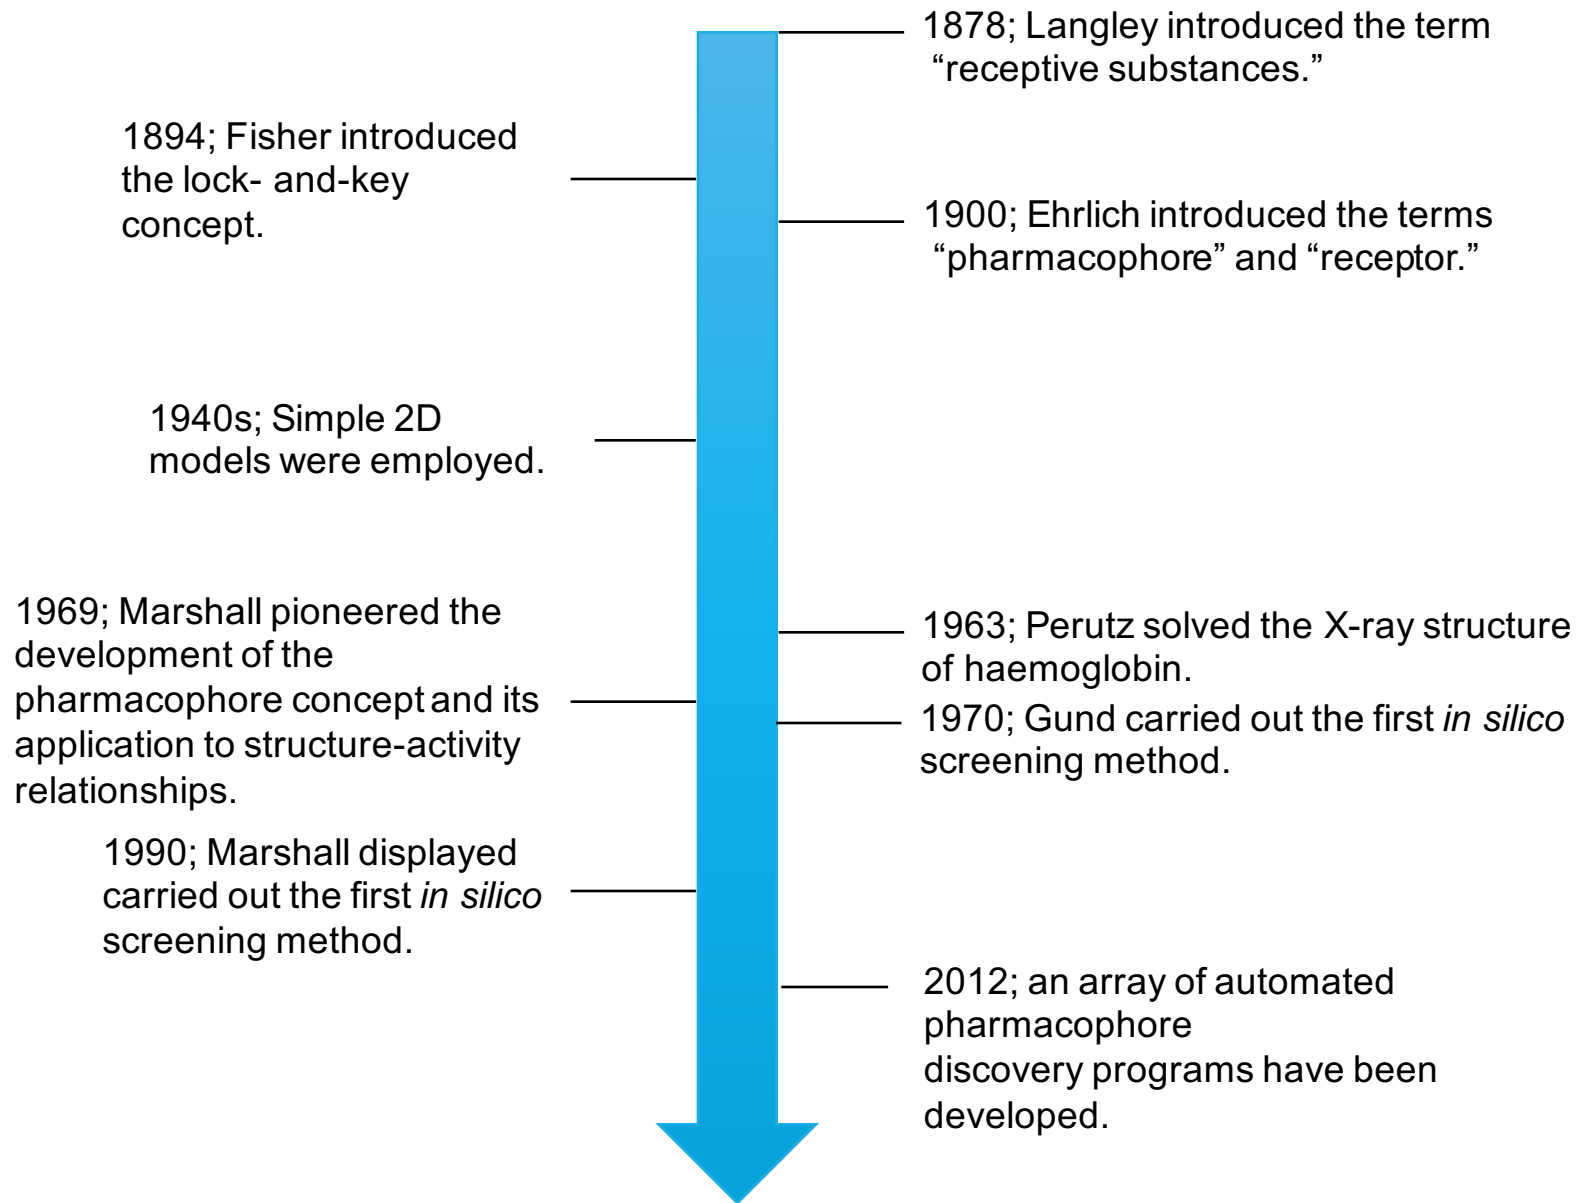 1878; Langley introduced the term
“receptive substances.”
1894; Fisher introduced
the lock- and-key
concept.
1900; Ehrlich introduced the terms
“pharmacophore” and “receptor.”
1940s; Simple 2D
models were employed.
1963; Perutz solved the X-ray structure
of haemoglobin.
1969; Marshall pioneered the
development of the
pharmacophore concept and its
application to structure-activity
relationships.
1970; Gund carried out the first in silico
screening method.
1990; Marshall displayed
carried out the first in silico
screening method.
2012; an array of automated
pharmacophore
discovery programs have been
developed.